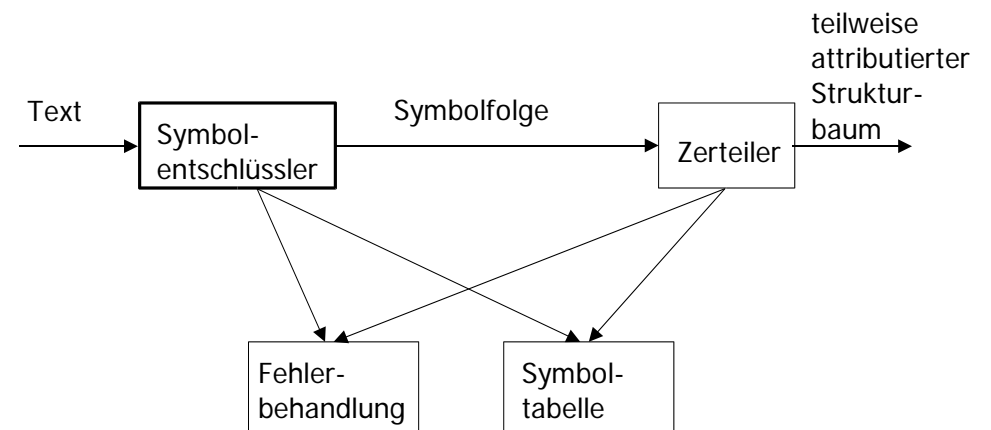 Text
Symbol-
entschlüssler
Symbolfolge
Zerteiler
teilweise
attributierter
Struktur-
baum
Fehler-
behandlung
Symbol-
tabelle